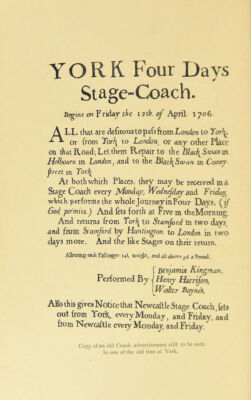 YORK Four Days
Stage-Coach.
Begins on Friday the 12th. of April. 1706.
ALL that are desirous to pass from London to York,
or from York to London, or any other Place
on that Road; Let them Repair to the Black Swan in
Holbourn in London, and to the Black Swan in Coney-
street in York
At both which Places, they may be received in a
Stage Coach every Monday, Wednesday and Friday,
which performs the whole Journey in Four Days, (if
God permits.) And sets forth at Five in the Morning.
And returns from York to Stamford in two days,
and from Stamford by Huntington to London in two
days more. And the like Stages on their return.
Allowing each Passenger 14l. weight, and all above 3d. a Pound.
Performed By { Benjamin Kingman,
Henry Harrison,
Walter Bayne's,
Also this gives Notice that Newcastle Stage Coach, sets
out from York, every Monday, and Friday, and
from Newcastle every Monday, and Friday.
Copy of an old Coach advertisement still to be seen
in one of the old inns at York.